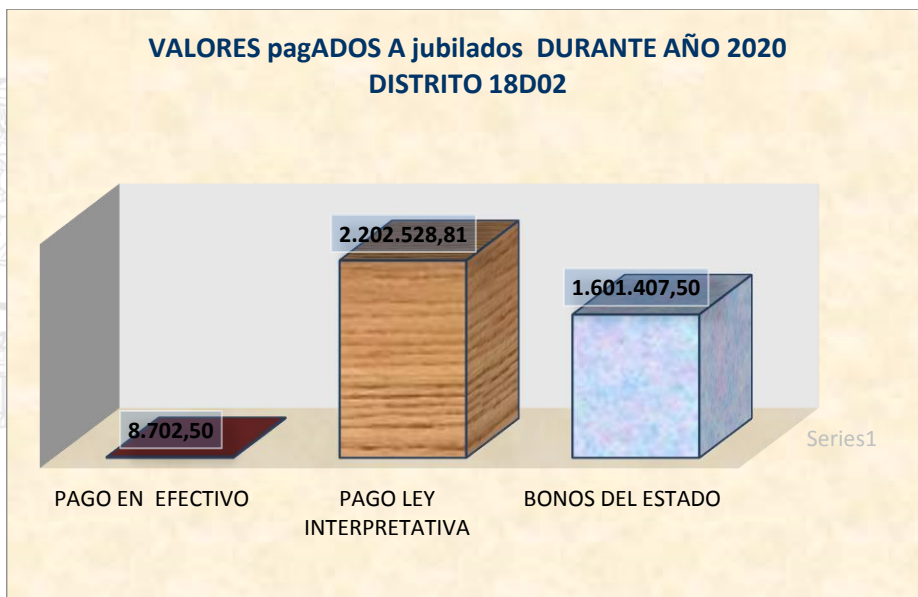 VALORES pagADOS A jubilados DURANTE AÑO 2020
DISTRITO 18D02
2.202.528,81
1.601.407,50
8.702,50
Series1
PAGO EN EFECTIVO
PAGO LEY
INTERPRETATIVA
BONOS DEL ESTADO